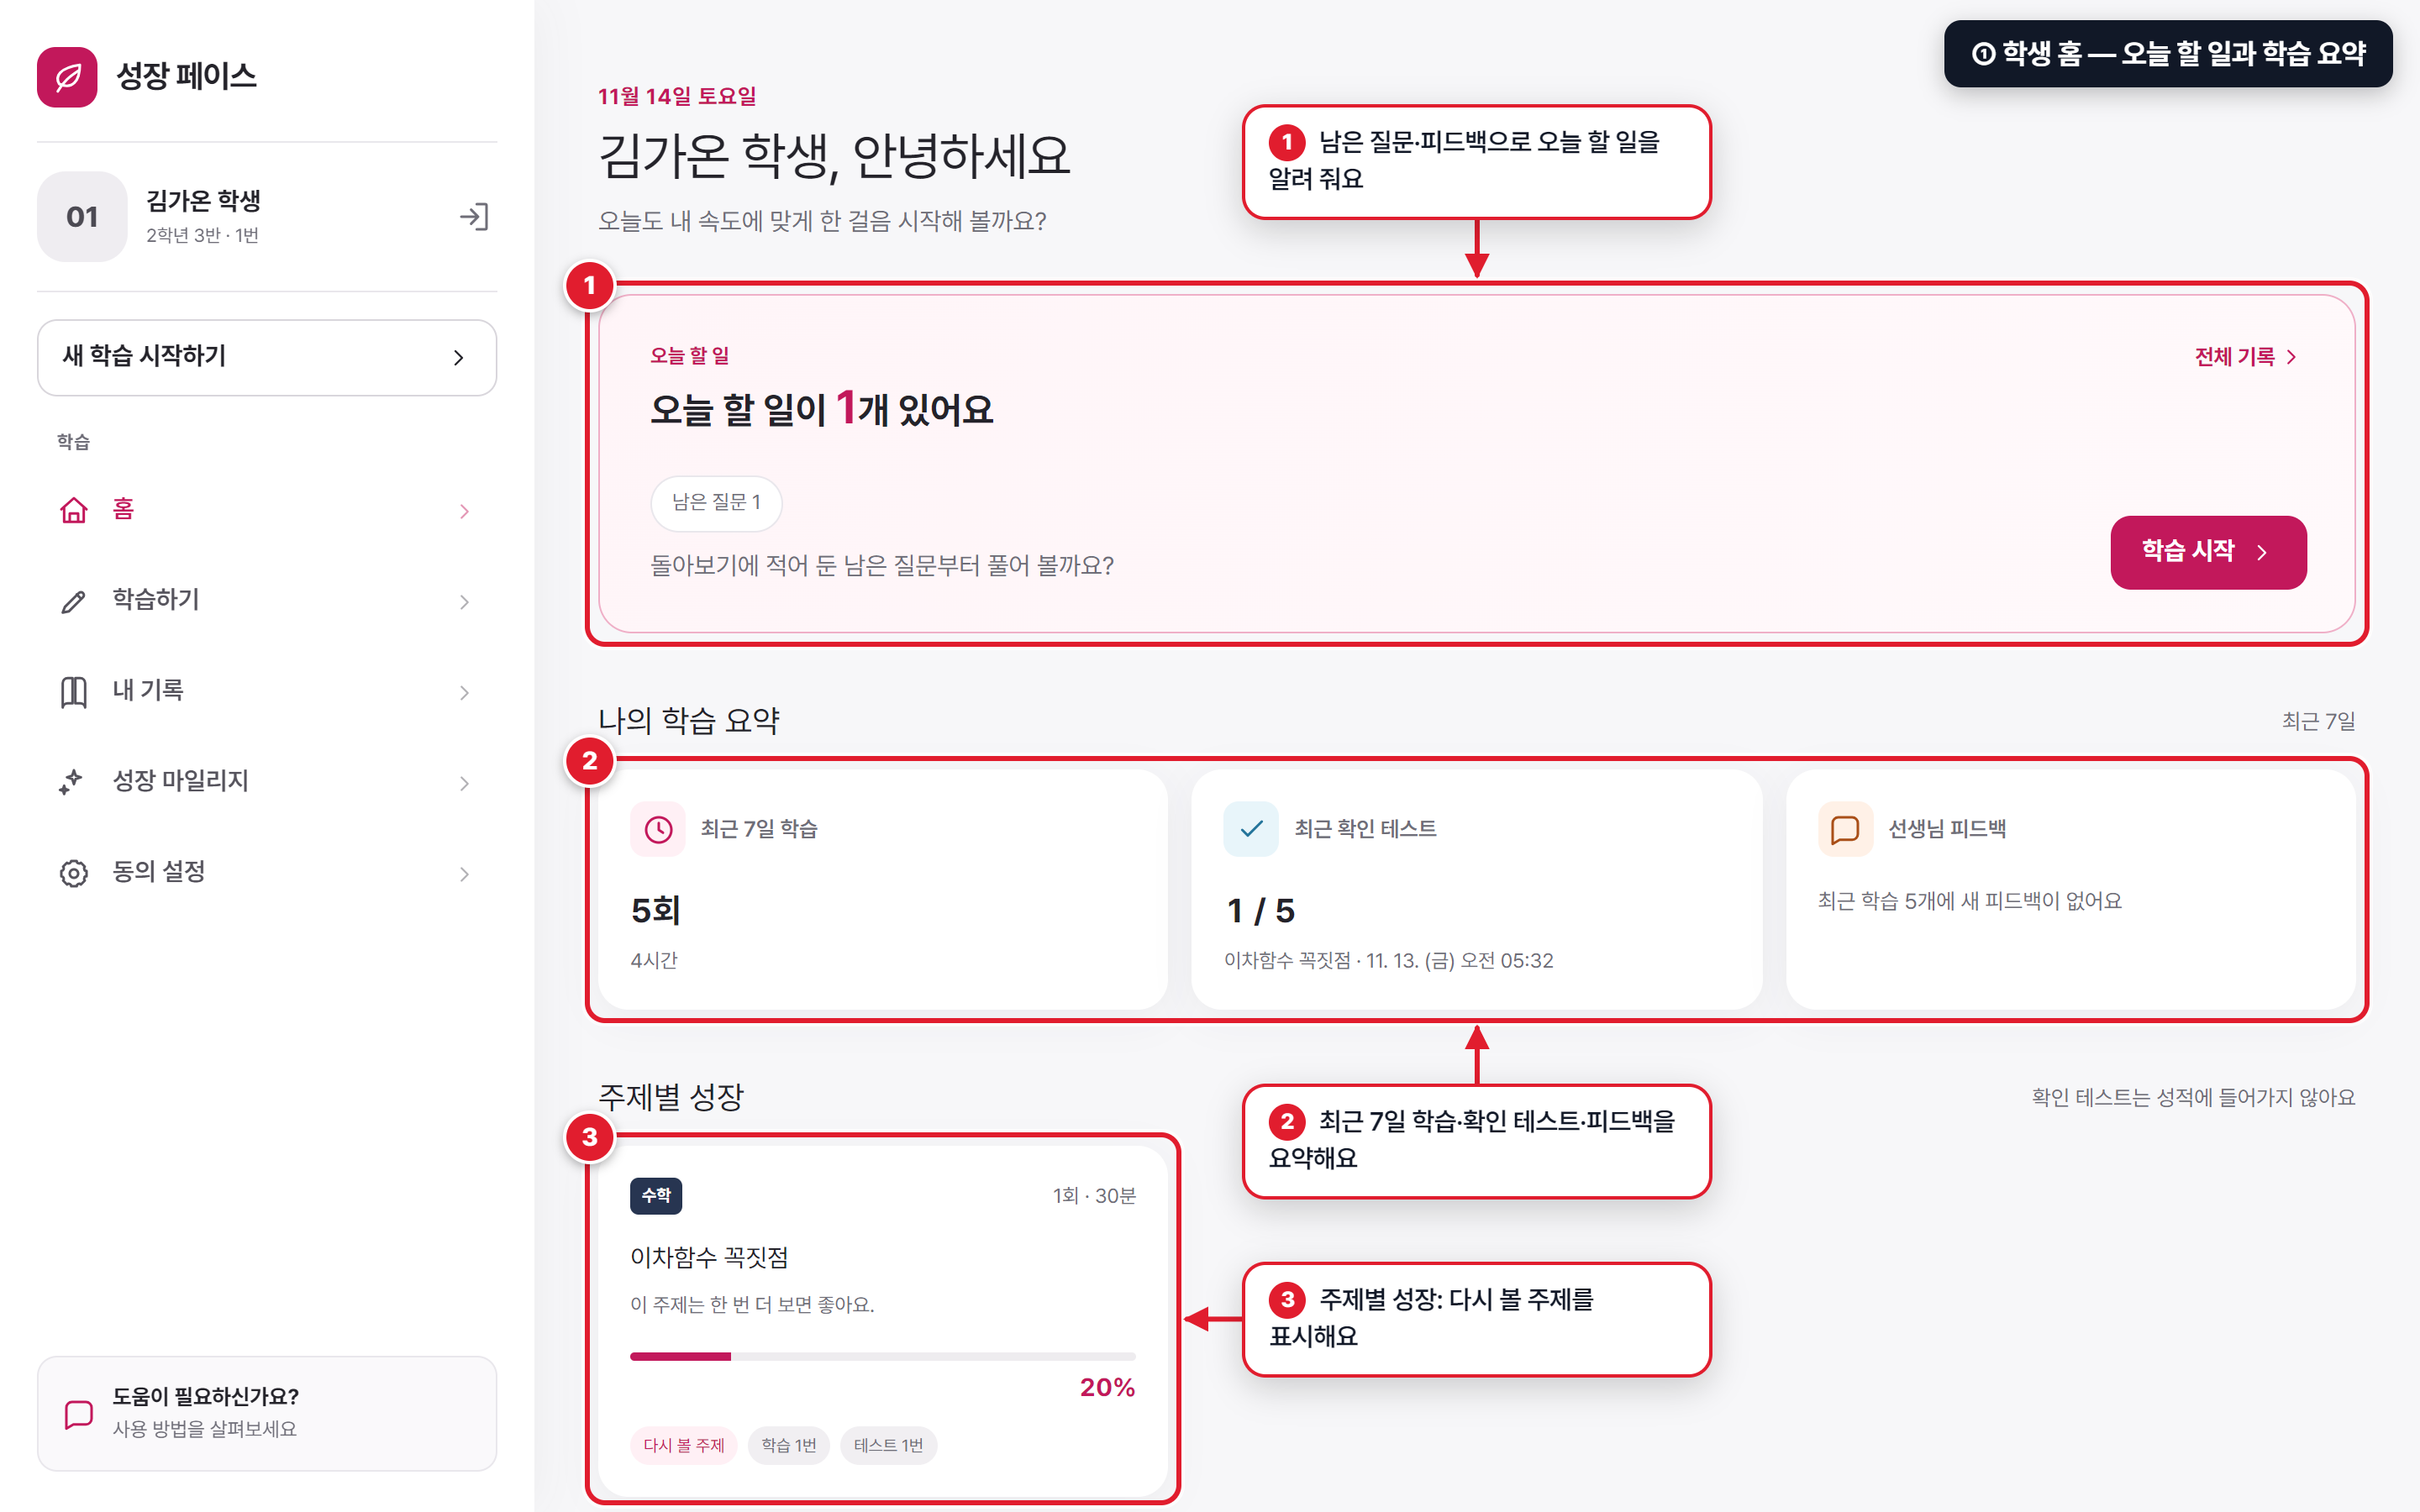 성장 페이스
01
김가온 학생
2학년 3반 · 1번
새 학습 시작하기
학습
홈
학습하기
내 기록
성장 마일리지
동의 설정
도움이 필요하신가요?
사용 방법을 살펴보세요
① 학생 홈 — 오늘 할 일과 학습 요약
11월 14일 토요일
김가온 학생, 안녕하세요
오늘도 내 속도에 맞게 한 걸음 시작해 볼까요?
1 남은 질문·피드백으로 오늘 할 일을
알려 줘요
1
오늘 할 일
전체 기록
오늘 할 일이 1개 있어요
남은 질문 1
돌아보기에 적어 둔 남은 질문부터 풀어 볼까요?
학습 시작
나의 학습 요약
최근 7일
2
최근 7일 학습
5회
4시간
최근 확인 테스트
1 / 5
이차함수 꼭짓점 · 11. 13. (금) 오전 05:32
선생님 피드백
최근 학습 5개에 새 피드백이 없어요
주제별 성장
확인 테스트는 성적에 들어가지 않아요
2 최근 7일 학습·확인 테스트·피드백을
요약해요
3
수학
1회 · 30분
이차함수 꼭짓점
이 주제는 한 번 더 보면 좋아요.
20%
다시 볼 주제
학습 1번
테스트 1번
3 주제별 성장: 다시 볼 주제를
표시해요